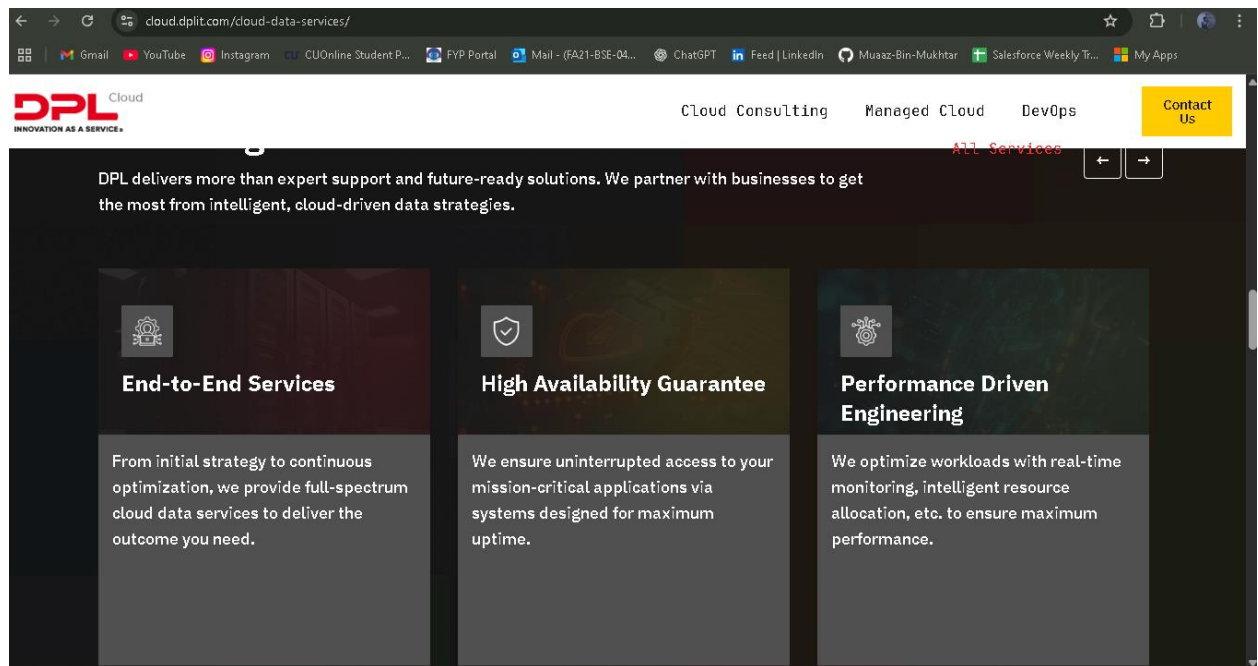 cloud.dplit.com/cloud-data-services/
Gmail YouTube Instagram CUOnline Student P... FYP Portal Mail - (FA21-BSE-04... ChatGPT Feed | LinkedIn Muaaz-Bin-Mukhtar Salesforce Weekly Tr... My Apps
DPL Cloud
INNOVATION AS A SERVICE
Cloud Consulting Managed Cloud DevOps
Contact
Us
All Services
DPL delivers more than expert support and future-ready solutions. We partner with businesses to get
the most from intelligent, cloud-driven data strategies.
End-to-End Services
From initial strategy to continuous
optimization, we provide full-spectrum
cloud data services to deliver the
outcome you need.
High Availability Guarantee
We ensure uninterrupted access to your
mission-critical applications via
systems designed for maximum
uptime.
Performance Driven
Engineering
We optimize workloads with real-time
monitoring, intelligent resource
allocation, etc. to ensure maximum
performance.